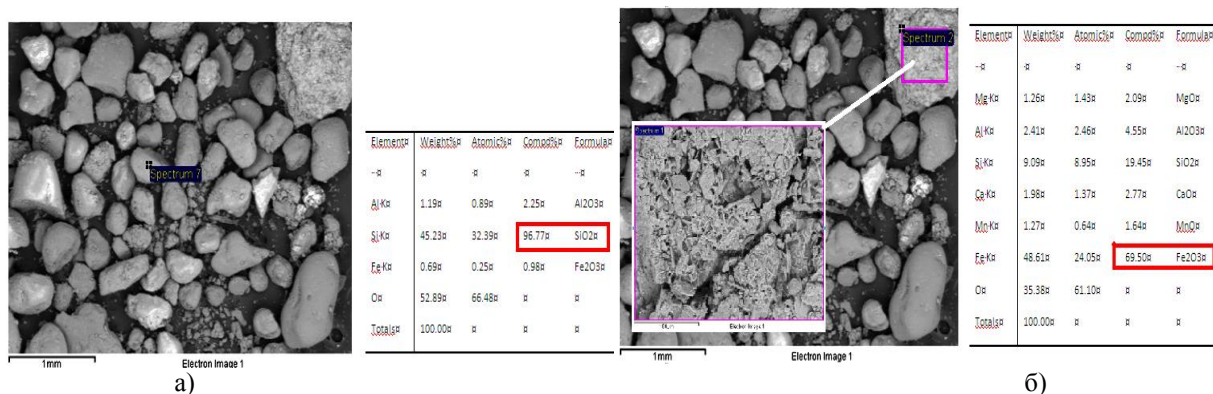 Spectrum 7
1mm
Electron Image 1
Element¤ Weight%¤ Atomic%¤ Compd%¤ Formula¤
--¤ ¤ ¤ ¤ --¤
Al·K¤ 1.19¤ 0.89¤ 2.25¤ Al2O3¤
Si·K¤ 45.23¤ 32.39¤ 96.77¤ SiO2¤
Fe·K¤ 0.69¤ 0.25¤ 0.98¤ Fe2O3¤
O¤ 52.89¤ 66.48¤ ¤ ¤
Totals¤ 100.00¤ ¤ ¤ ¤
а)
Spectrum 2
Spectrum 1
Electron Image 1
1mm
Electron Image 1
Element¤ Weight%¤ Atomic%¤ Compd%¤ Formula¤
--¤ ¤ ¤ ¤ --¤
Mg·K¤ 1.26¤ 1.43¤ 2.09¤ MgO¤
Al·K¤ 2.41¤ 2.46¤ 4.55¤ Al2O3¤
Si·K¤ 9.09¤ 8.95¤ 19.45¤ SiO2¤
Ca·K¤ 1.98¤ 1.37¤ 2.77¤ CaO¤
Mn·K¤ 1.27¤ 0.64¤ 1.64¤ MnO¤
Fe·K¤ 48.61¤ 24.05¤ 69.50¤ Fe2O3¤
O¤ 35.38¤ 61.10¤ ¤ ¤
Totals¤ 100.00¤ ¤ ¤ ¤
б)